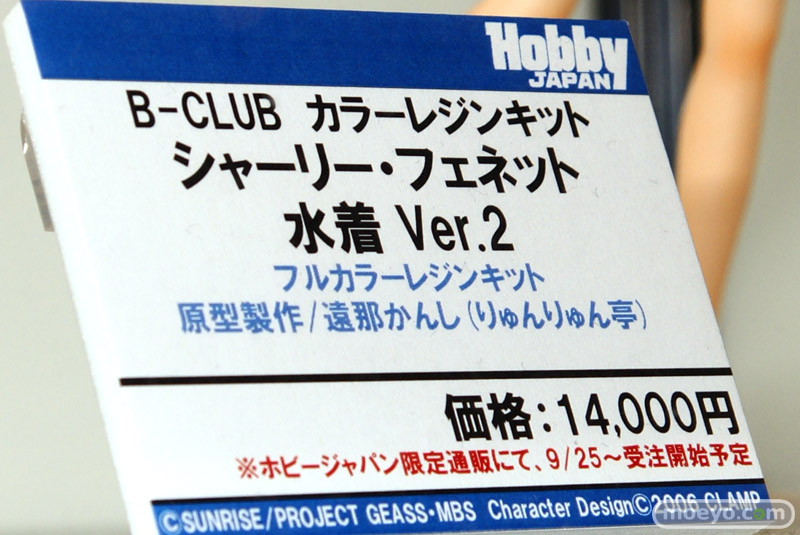 Hobby
JAPAN
B-CLUB カラーレジンキット
シャーリー・フェネット
水着 Ver.2
フルカラーレジンキット
原型製作/遠那かんし(りゅんりゅん亭)
価格:14,000円
※ホビージャパン限定通販にて、9/25～受注開始予定
©SUNRISE/PROJECT GEASS・MBS Character Design©2006 CLAMP
moeyo.com